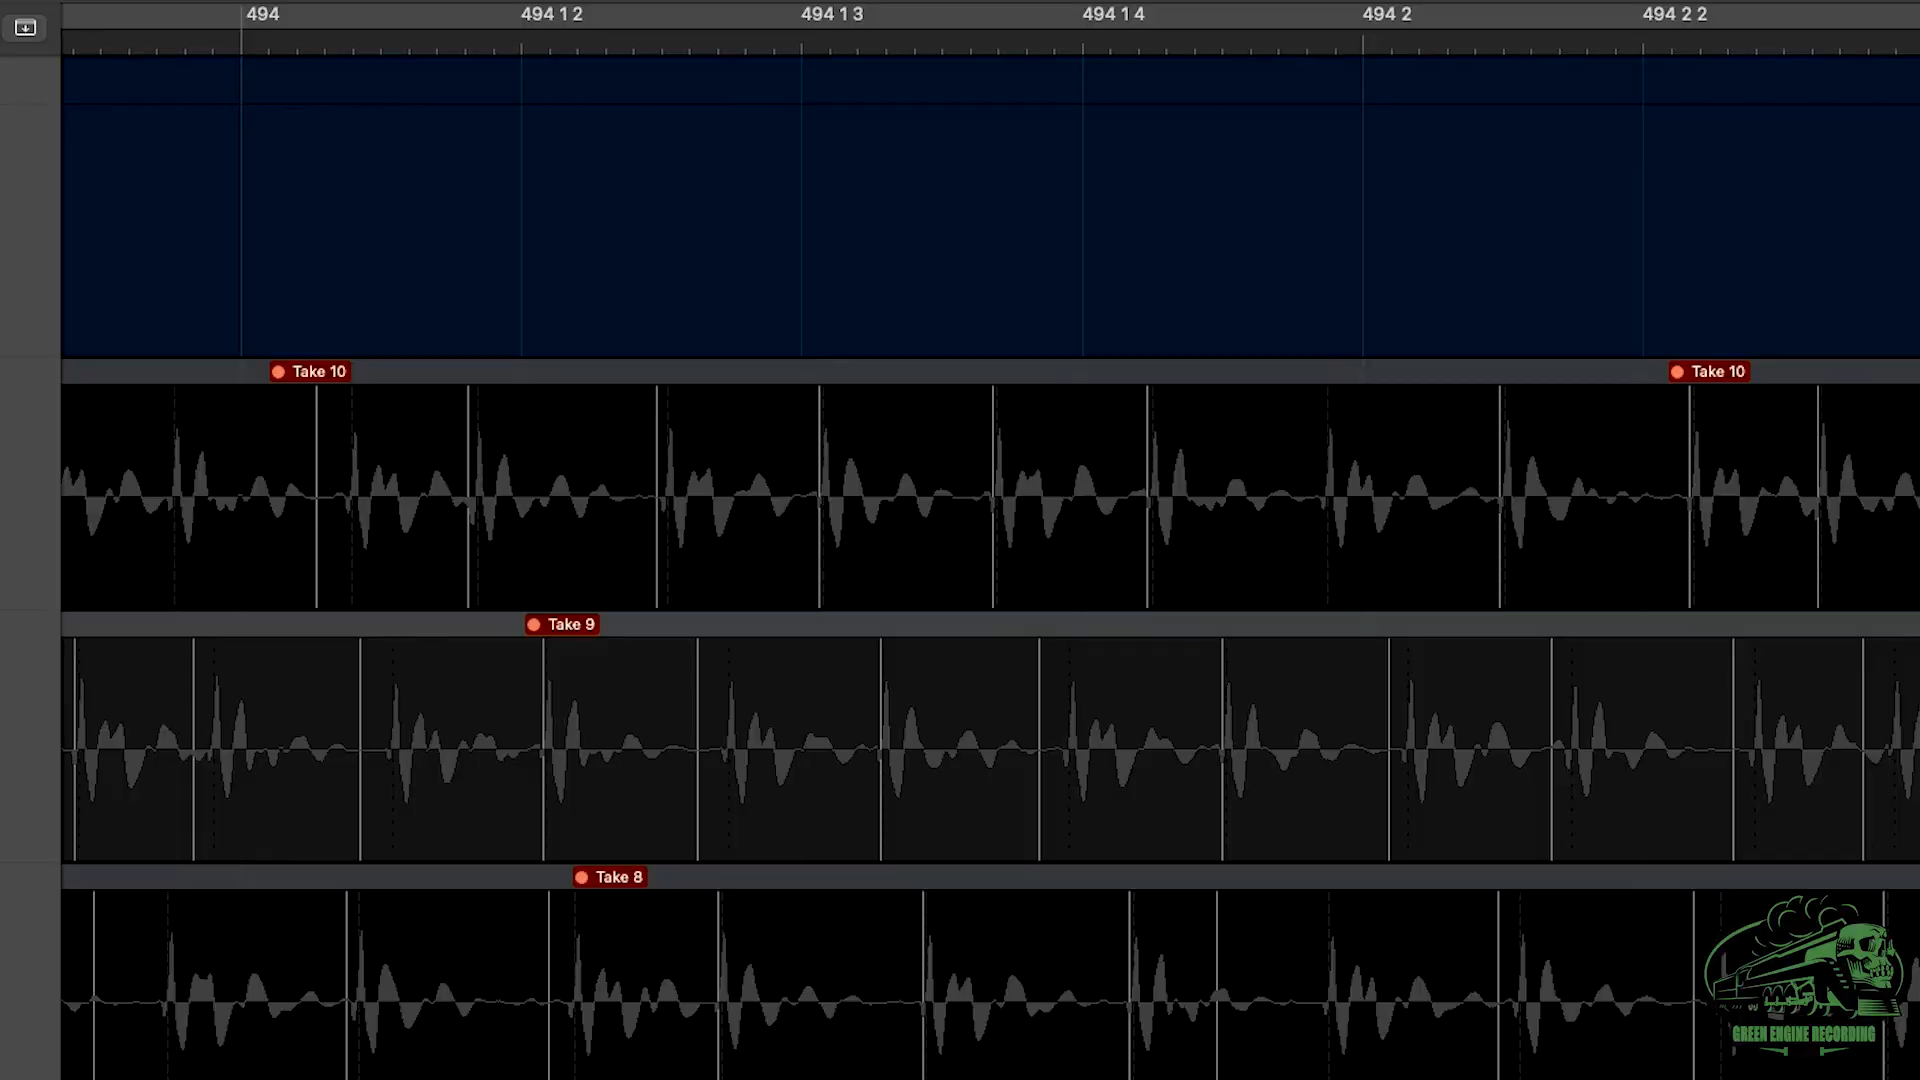 494 494 1 2 494 1 3 494 1 4 494 2 494 2 2
Take 10 Take 10
Take 9
Take 8
GREEN ENGINE RECORDING